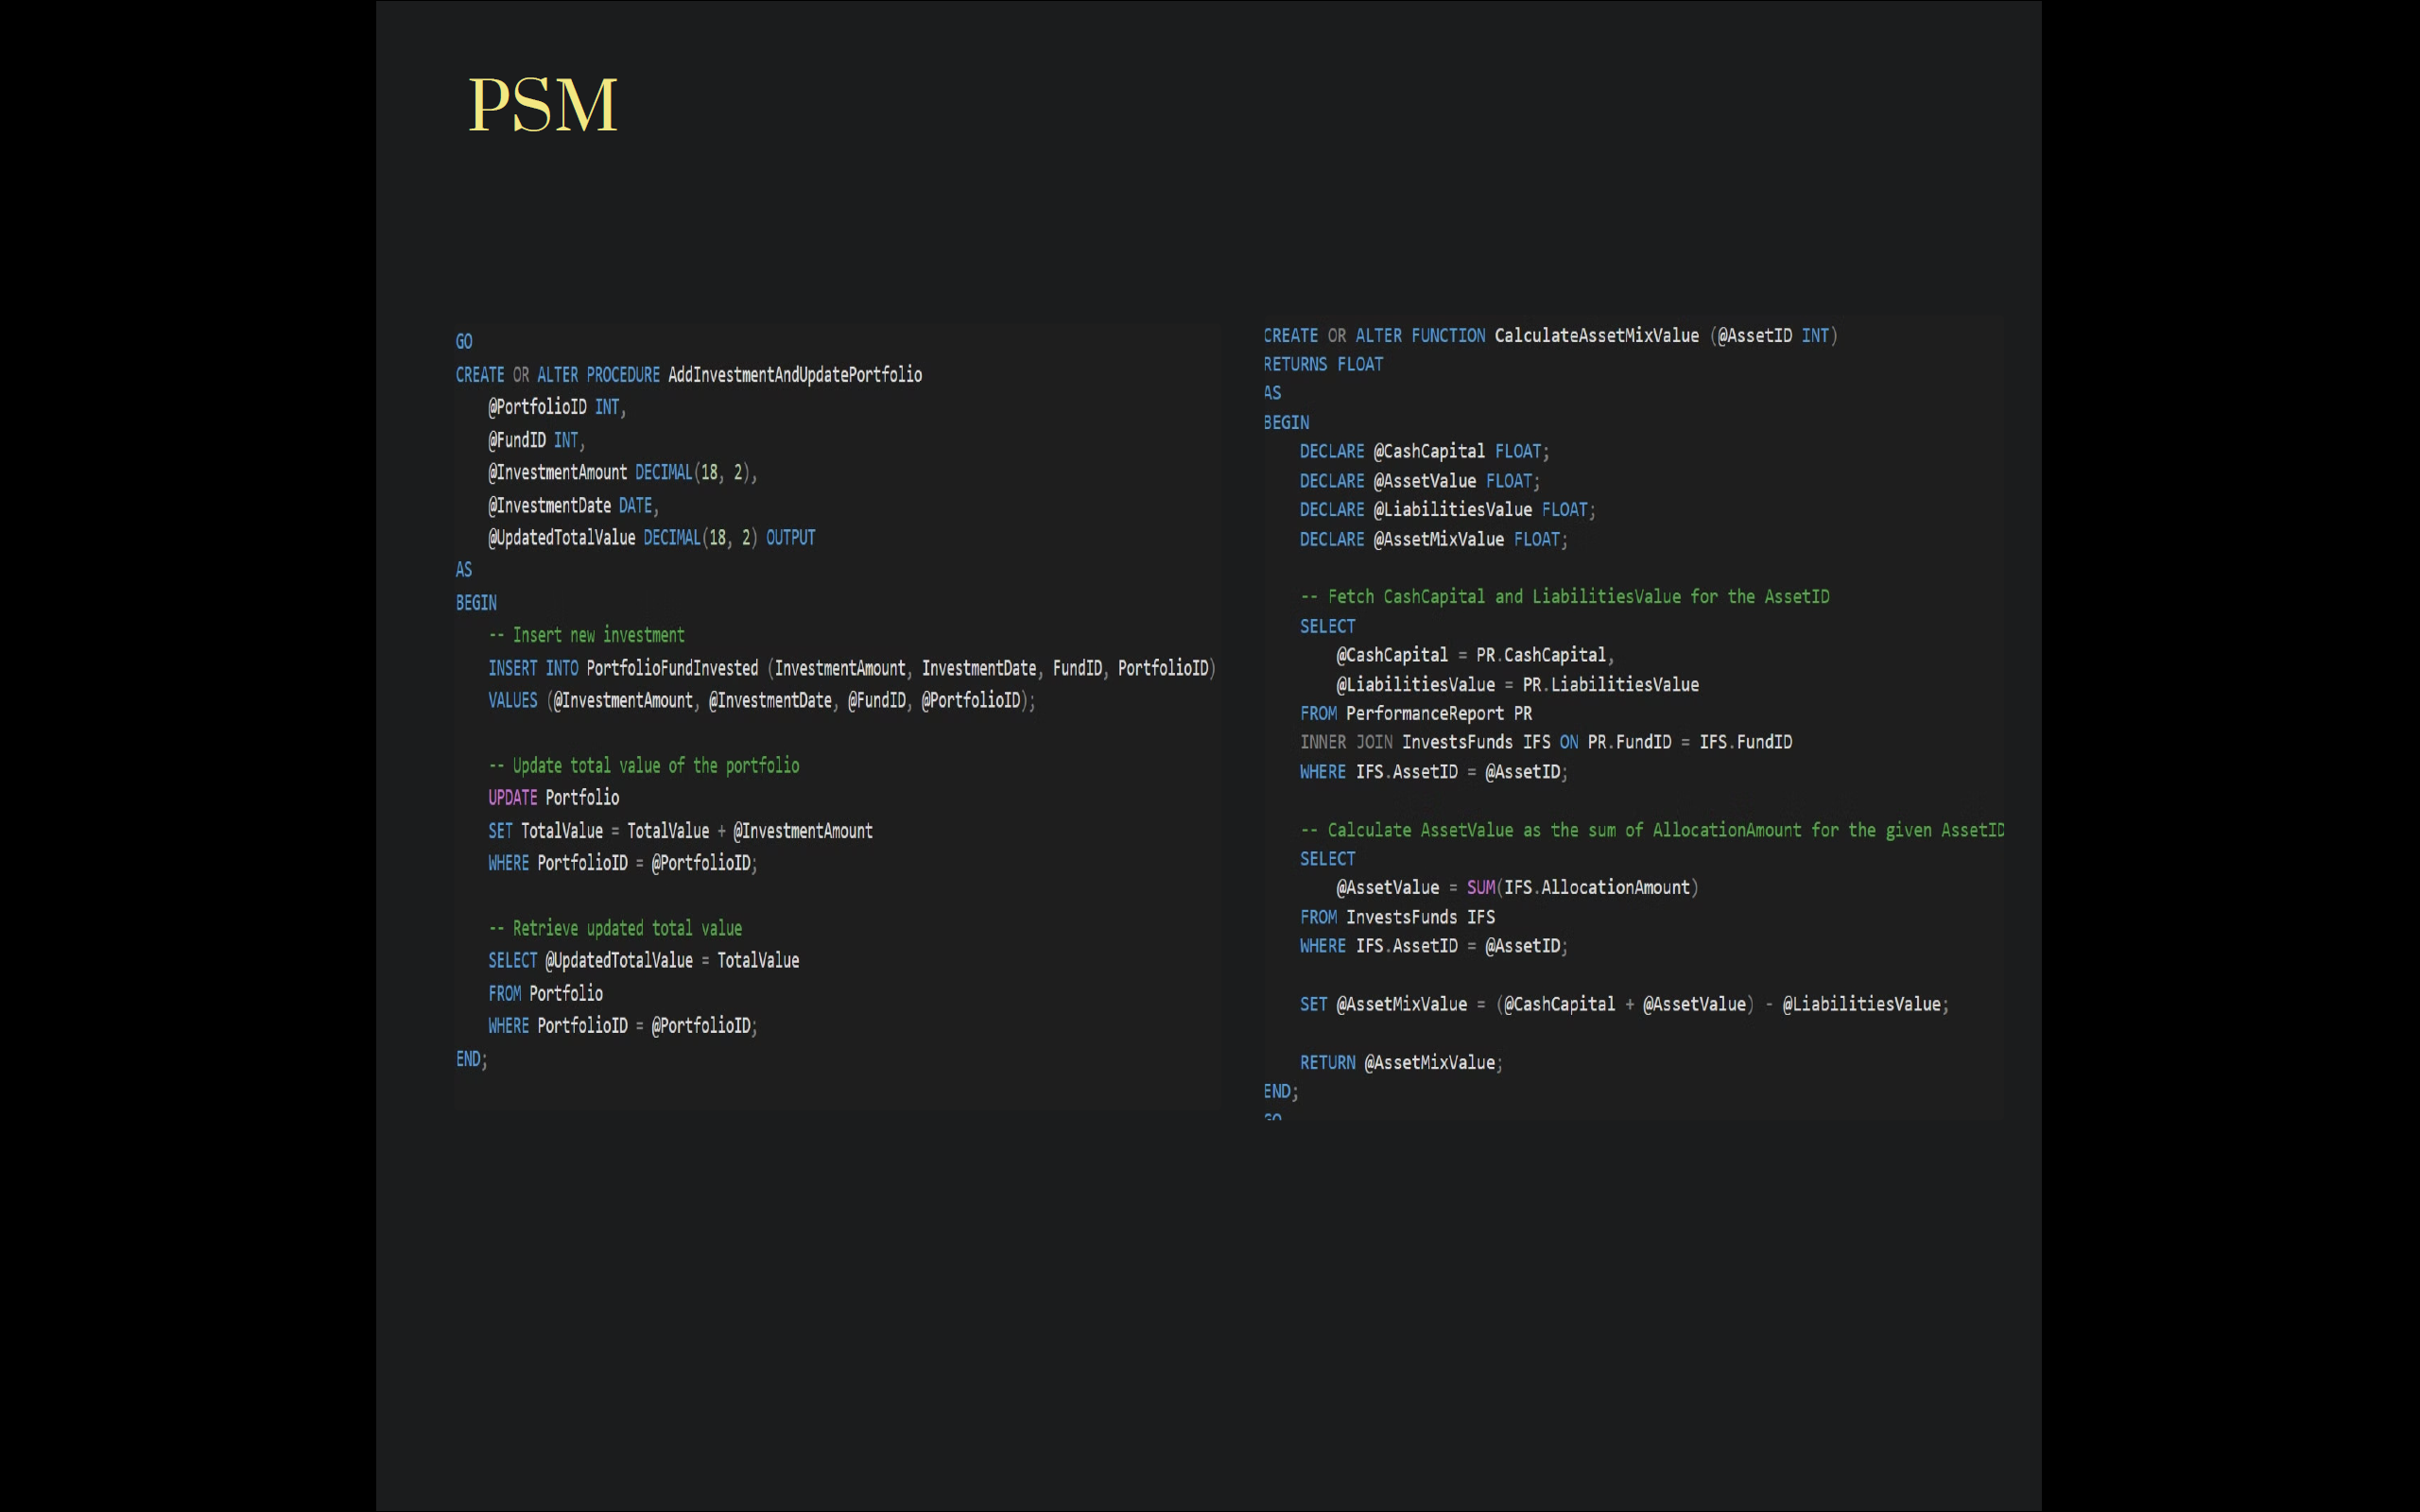 PSM
GO
CREATE OR ALTER PROCEDURE AddInvestmentAndUpdatePortfolio
    @PortfolioID INT,
    @FundID INT,
    @InvestmentAmount DECIMAL(18, 2),
    @InvestmentDate DATE,
    @UpdatedTotalValue DECIMAL(18, 2) OUTPUT
AS
BEGIN
    -- Insert new investment
    INSERT INTO PortfolioFundInvested (InvestmentAmount, InvestmentDate, FundID, PortfolioID)
    VALUES (@InvestmentAmount, @InvestmentDate, @FundID, @PortfolioID);
    -- Update total value of the portfolio
    UPDATE Portfolio
    SET TotalValue = TotalValue + @InvestmentAmount
    WHERE PortfolioID = @PortfolioID;
    -- Retrieve updated total value
    SELECT @UpdatedTotalValue = TotalValue
    FROM Portfolio
    WHERE PortfolioID = @PortfolioID;
END;
CREATE OR ALTER FUNCTION CalculateAssetMixValue (@AssetID INT)
RETURNS FLOAT
AS
BEGIN
    DECLARE @CashCapital FLOAT;
    DECLARE @AssetValue FLOAT;
    DECLARE @LiabilitiesValue FLOAT;
    DECLARE @AssetMixValue FLOAT;
    -- Fetch CashCapital and LiabilitiesValue for the AssetID
    SELECT
        @CashCapital = PR.CashCapital,
        @LiabilitiesValue = PR.LiabilitiesValue
    FROM PerformanceReport PR
    INNER JOIN InvestsFunds IFS ON PR.FundID = IFS.FundID
    WHERE IFS.AssetID = @AssetID;
    -- Calculate AssetValue as the sum of AllocationAmount for the given AssetID
    SELECT
        @AssetValue = SUM(IFS.AllocationAmount)
    FROM InvestsFunds IFS
    WHERE IFS.AssetID = @AssetID;
    SET @AssetMixValue = (@CashCapital + @AssetValue) - @LiabilitiesValue;
    RETURN @AssetMixValue;
END;